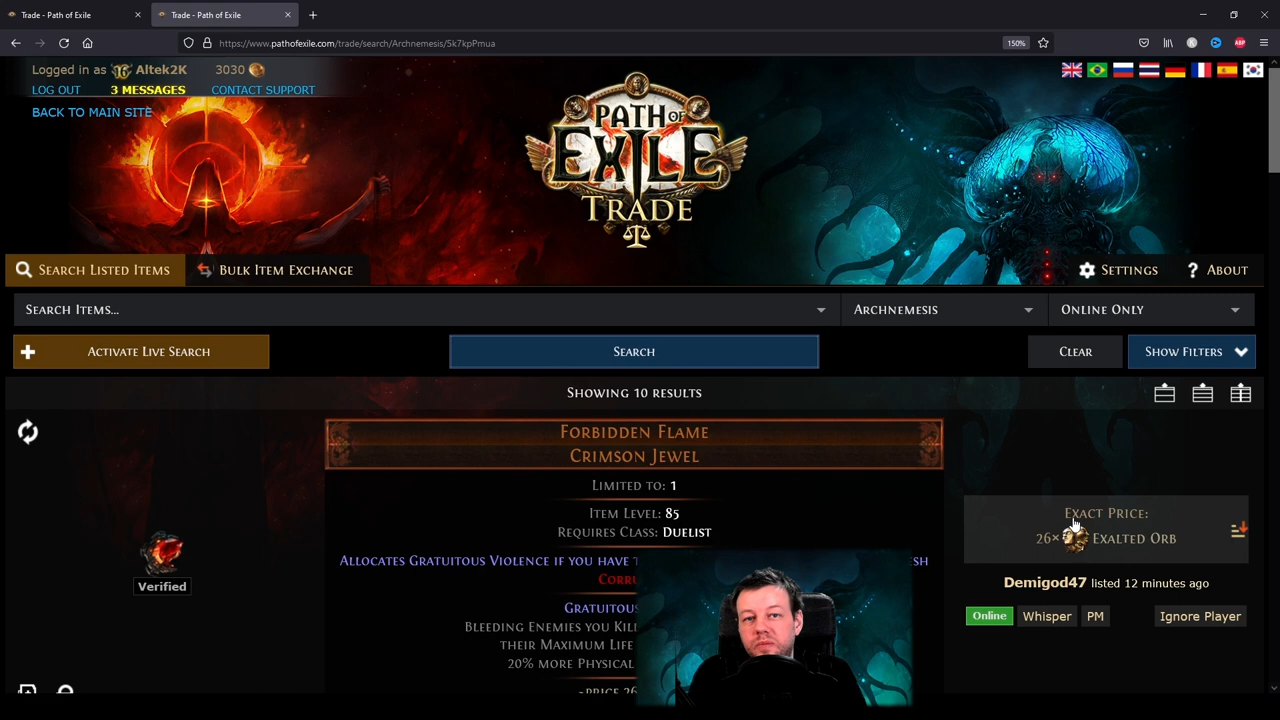 Trade - Path of Exile
Trade - Path of Exile
https://www.pathofexile.com/trade/search/Archnemesis/5k7kpPmua
150%
Logged in as Altek2K 3030
LOG OUT 3 MESSAGES CONTACT SUPPORT
BACK TO MAIN SITE
PATH OF
EXILE
TRADE
Search Listed Items
Bulk Item Exchange
Settings
? About
Search Items...
Archnemesis
Online Only
Activate Live Search
Search
Clear
Show Filters
Showing 10 results
Forbidden Flame
Crimson Jewel
Limited to: 1
Item Level: 85
Requires Class: Duelist
Allocates Gratuitous Violence if you have
Bleeding Enemies you
their Maximum Life
20% more Physical
Verified
Exact Price:
26× Exalted Orb
Demigod47 listed 12 minutes ago
Online Whisper PM Ignore Player